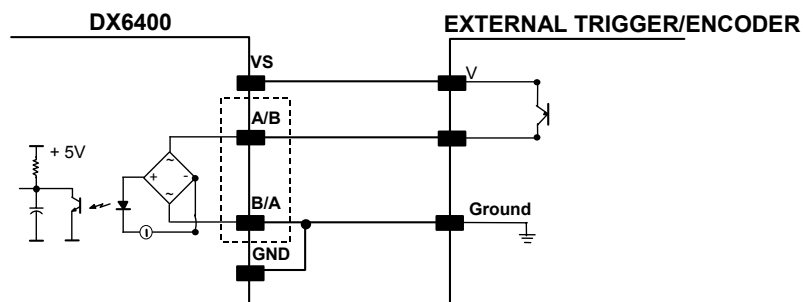 DX6400
EXTERNAL TRIGGER/ENCODER
VS
V
A/B
+ 5V
+
~
-
~
B/A
Ground
I
GND